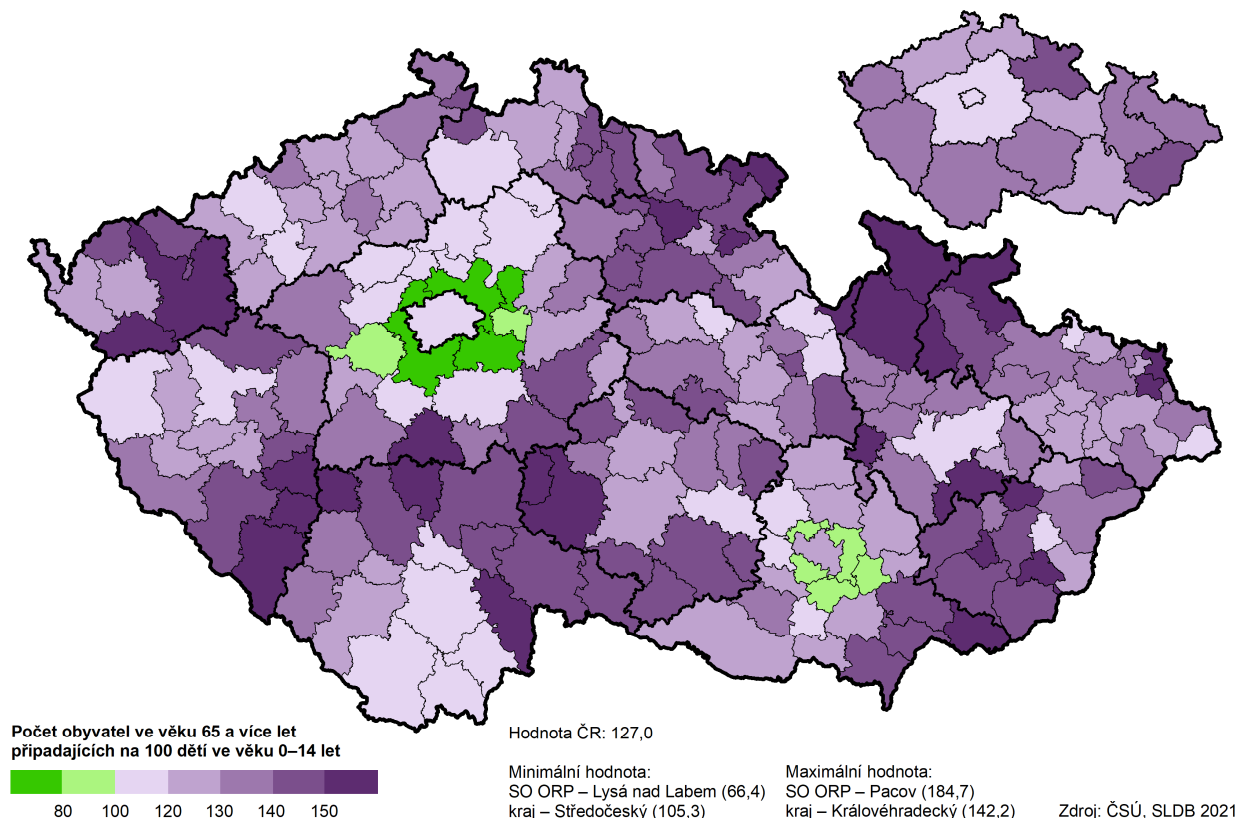 Počet obyvatel ve věku 65 a více let
připadajících na 100 dětí ve věku 0–14 let
80 100 120 130 140 150
Hodnota ČR: 127,0
Minimální hodnota:
SO ORP – Lysá nad Labem (66,4)
kraj – Středočeský (105,3)
Maximální hodnota:
SO ORP – Pacov (184,7)
kraj – Královéhradecký (142,2)
Zdroj: ČSÚ, SLDB 2021